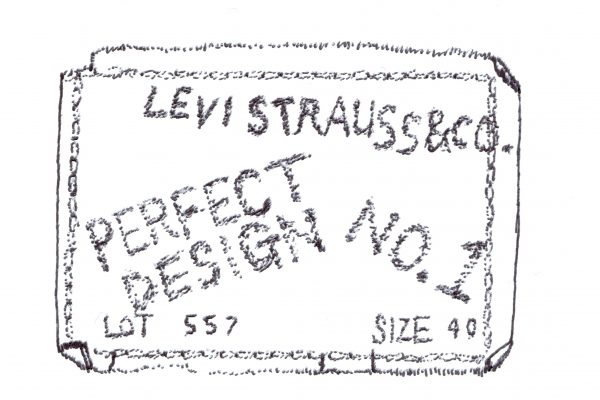 LEVI STRAUSS & CO.
PERFECT
DESIGN NO. 1
LOT 557 SIZE 40